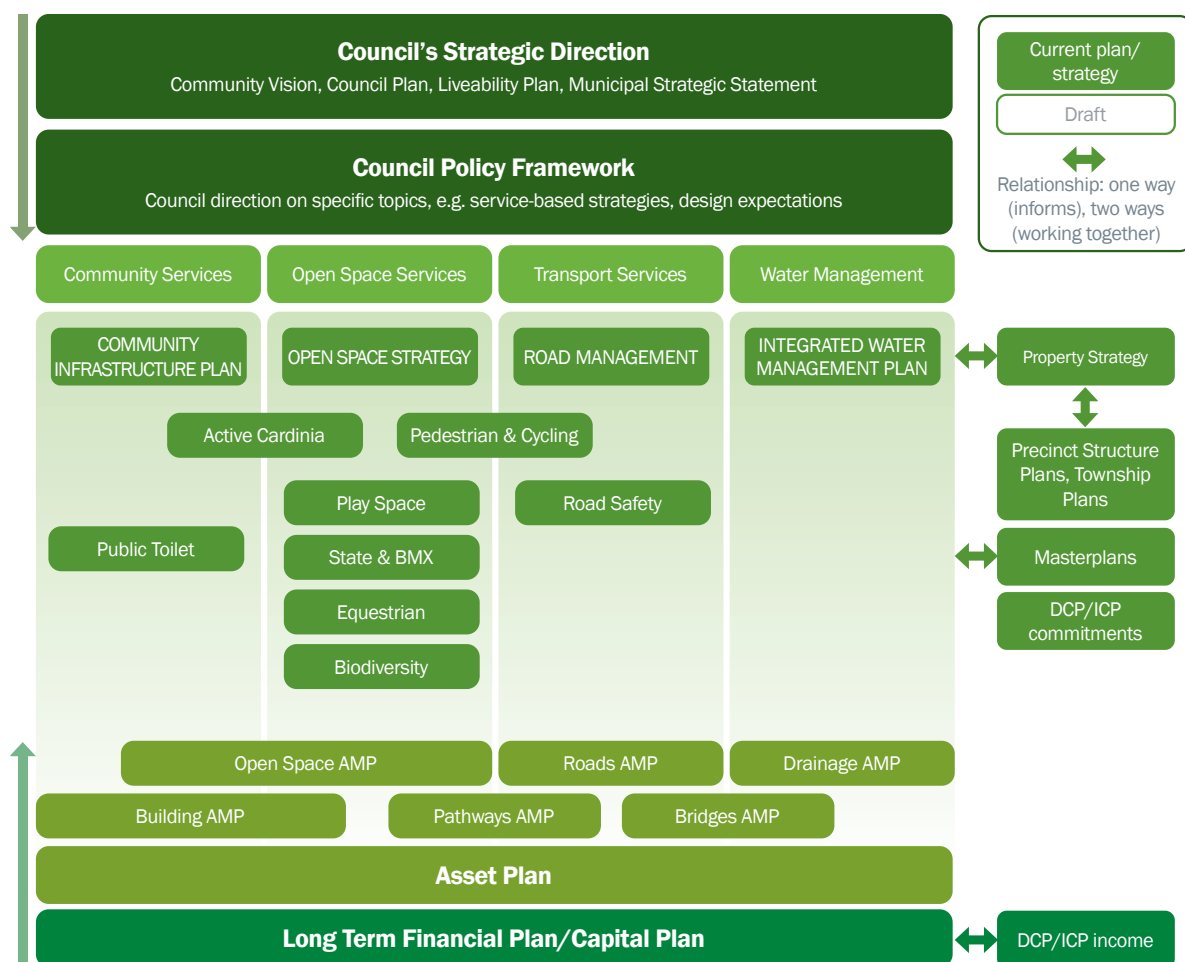 Council's Strategic Direction
Community Vision, Council Plan, Liveability Plan, Municipal Strategic Statement
Council Policy Framework
Council direction on specific topics, e.g. service-based strategies, design expectations
Current plan/
strategy
Draft
Relationship: one way
(informs), two ways
(working together)
Community Services
Open Space Services
Transport Services
Water Management
COMMUNITY
INFRASTRUCTURE PLAN
OPEN SPACE STRATEGY
ROAD MANAGEMENT
INTEGRATED WATER
MANAGEMENT PLAN
Property Strategy
Active Cardinia
Pedestrian & Cycling
Precinct Structure
Plans, Township
Plans
Play Space
Road Safety
Public Toilet
State & BMX
Masterplans
Equestrian
DCP/ICP
commitments
Biodiversity
Open Space AMP
Roads AMP
Drainage AMP
Building AMP
Pathways AMP
Bridges AMP
Asset Plan
Long Term Financial Plan/Capital Plan
DCP/ICP income